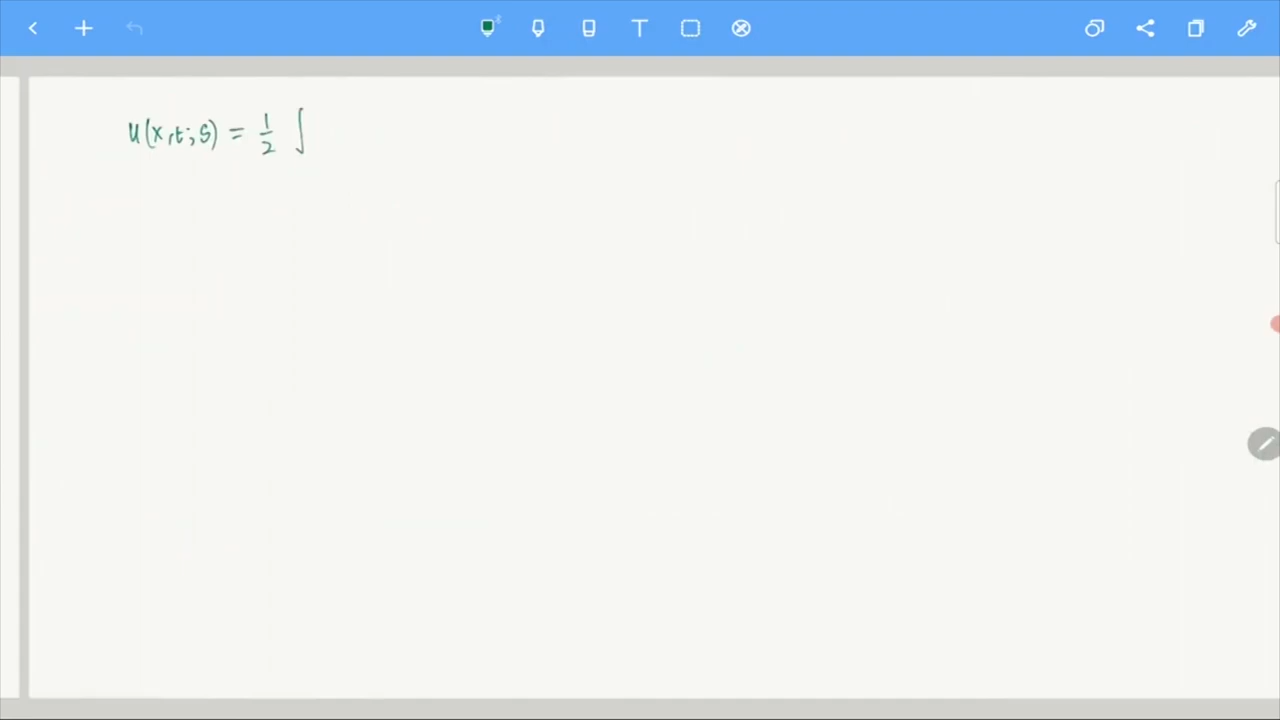 u(x,t;s) = 1/2 ∫